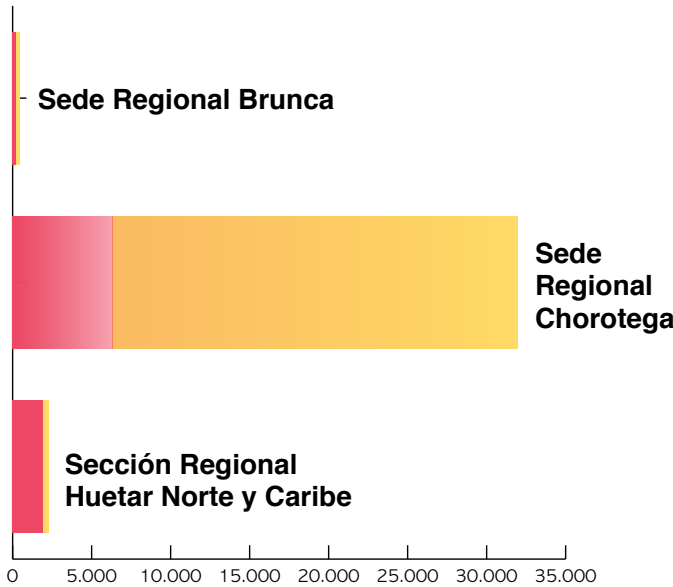 Sede Regional Brunca
Sede
Regional
Chorotega
Sección Regional
Huetar Norte y Caribe
0 5.000 10.000 15.000 20.000 25.000 30.000 35.000